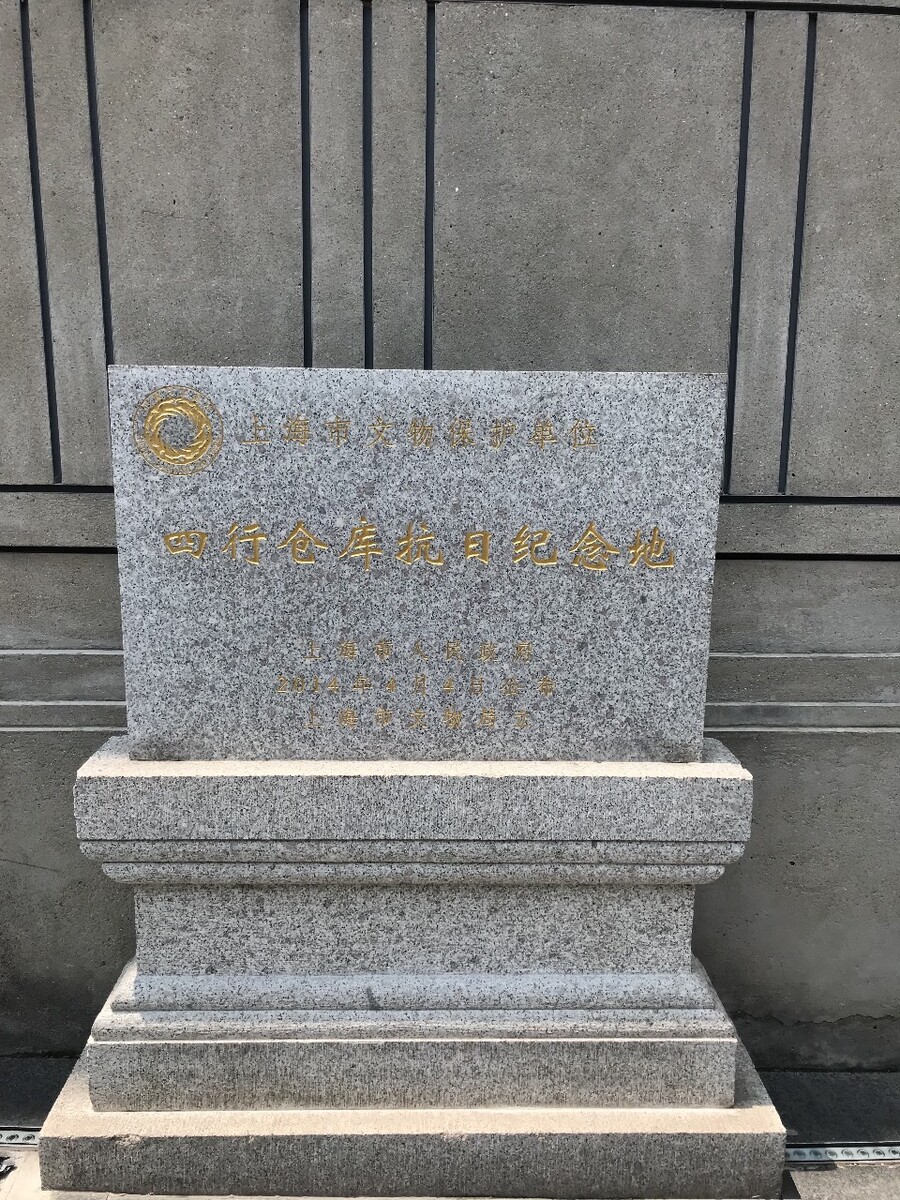 上海市文物保护单位
四行仓库抗日纪念地
上海市人民政府
2014年4月4日公布
上海市文物局立